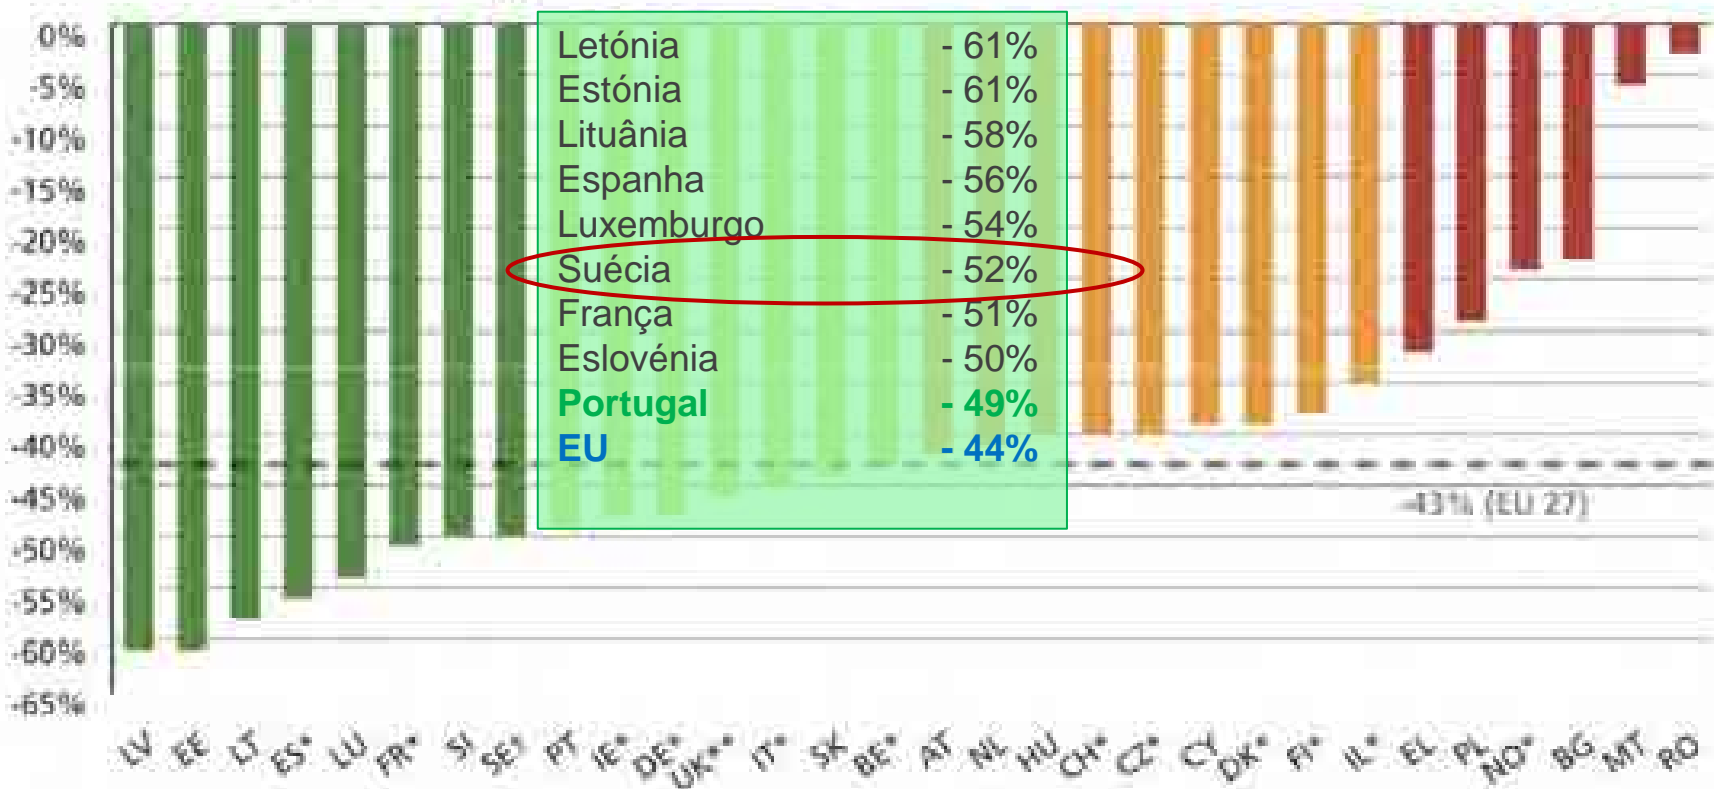 0%
-5%
-10%
-15%
-20%
-25%
-30%
-35%
-40%
-45%
-50%
-55%
-60%
-65%
Letónia - 61%
Estónia - 61%
Lituânia - 58%
Espanha - 56%
Luxemburgo - 54%
Suécia - 52%
França - 51%
Eslovénia - 50%
Portugal - 49%
EU - 44%
-43% (EU 27)
LV EE LT ES* LU FR* SI SE* PT IE* DE* UK** IT* SK BE* AT NL HU CH* CZ* CY DK* FI* IL* EL PL NO* BG MT RO